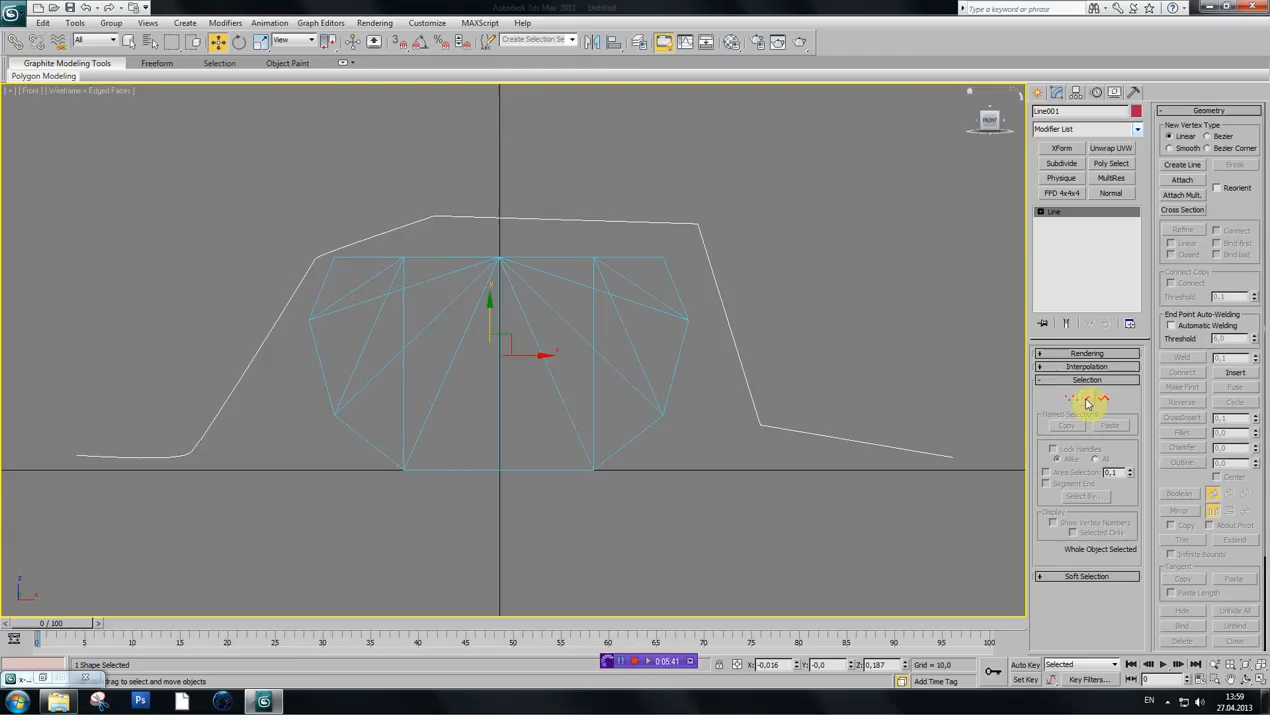 Autodesk 3ds Max 2011    Untitled
Type a keyword or phrase
Edit Tools Group Views Create Modifiers Animation Graph Editors Rendering Customize MAXScript Help
All View Create Selection Se
Graphite Modeling Tools Freeform Selection Object Paint
Polygon Modeling
[ + ] [ Front ] [ Wireframe + Edged Faces ]
FRONT
Line001
Modifier List
XForm Unwrap UVW
Subdivide Poly Select
Physique MultiRes
FFD 4x4x4 Normal
Line
Rendering
Interpolation
Selection
Named Selections:
Copy Paste
Lock Handles
Alike All
Area Selection: 0,1
Segment End
Select By...
Display
Show Vertex Numbers
Selected Only
Whole Object Selected
Soft Selection
Geometry
New Vertex Type
Linear Bezier
Smooth Bezier Corner
Create Line Break
Attach
Reorient
Attach Mult.
Cross Section
Refine Connect
Linear Bind first
Closed Bind last
Connect Copy
Connect
Threshold 0,1
End Point Auto-Welding
Automatic Welding
Threshold 6,0
Weld 0,1
Connect Insert
Make First Fuse
Reverse Cycle
CrossInsert 0,1
Fillet 0,0
Chamfer 0,0
Outline 0,0
Center
Boolean
Mirror
Copy About Pivot
Trim Extend
Infinite Bounds
Tangent
Copy Paste
Paste Length
Hide Unhide All
Bind Unbind
Delete Close
y
x
z
x
0 / 100
0 5 10 15 20 25 30 35 40 45 50 55 60 65 70 75 80 85 90 95 100
1 Shape Selected
0:05:41
X: -0,016 Y: -0,0 Z: 0,187 Grid = 10,0
Auto Key Selected
drag to select and move objects
Add Time Tag
Set Key Key Filters... 0
Ps
EN
13:59
27.04.2013